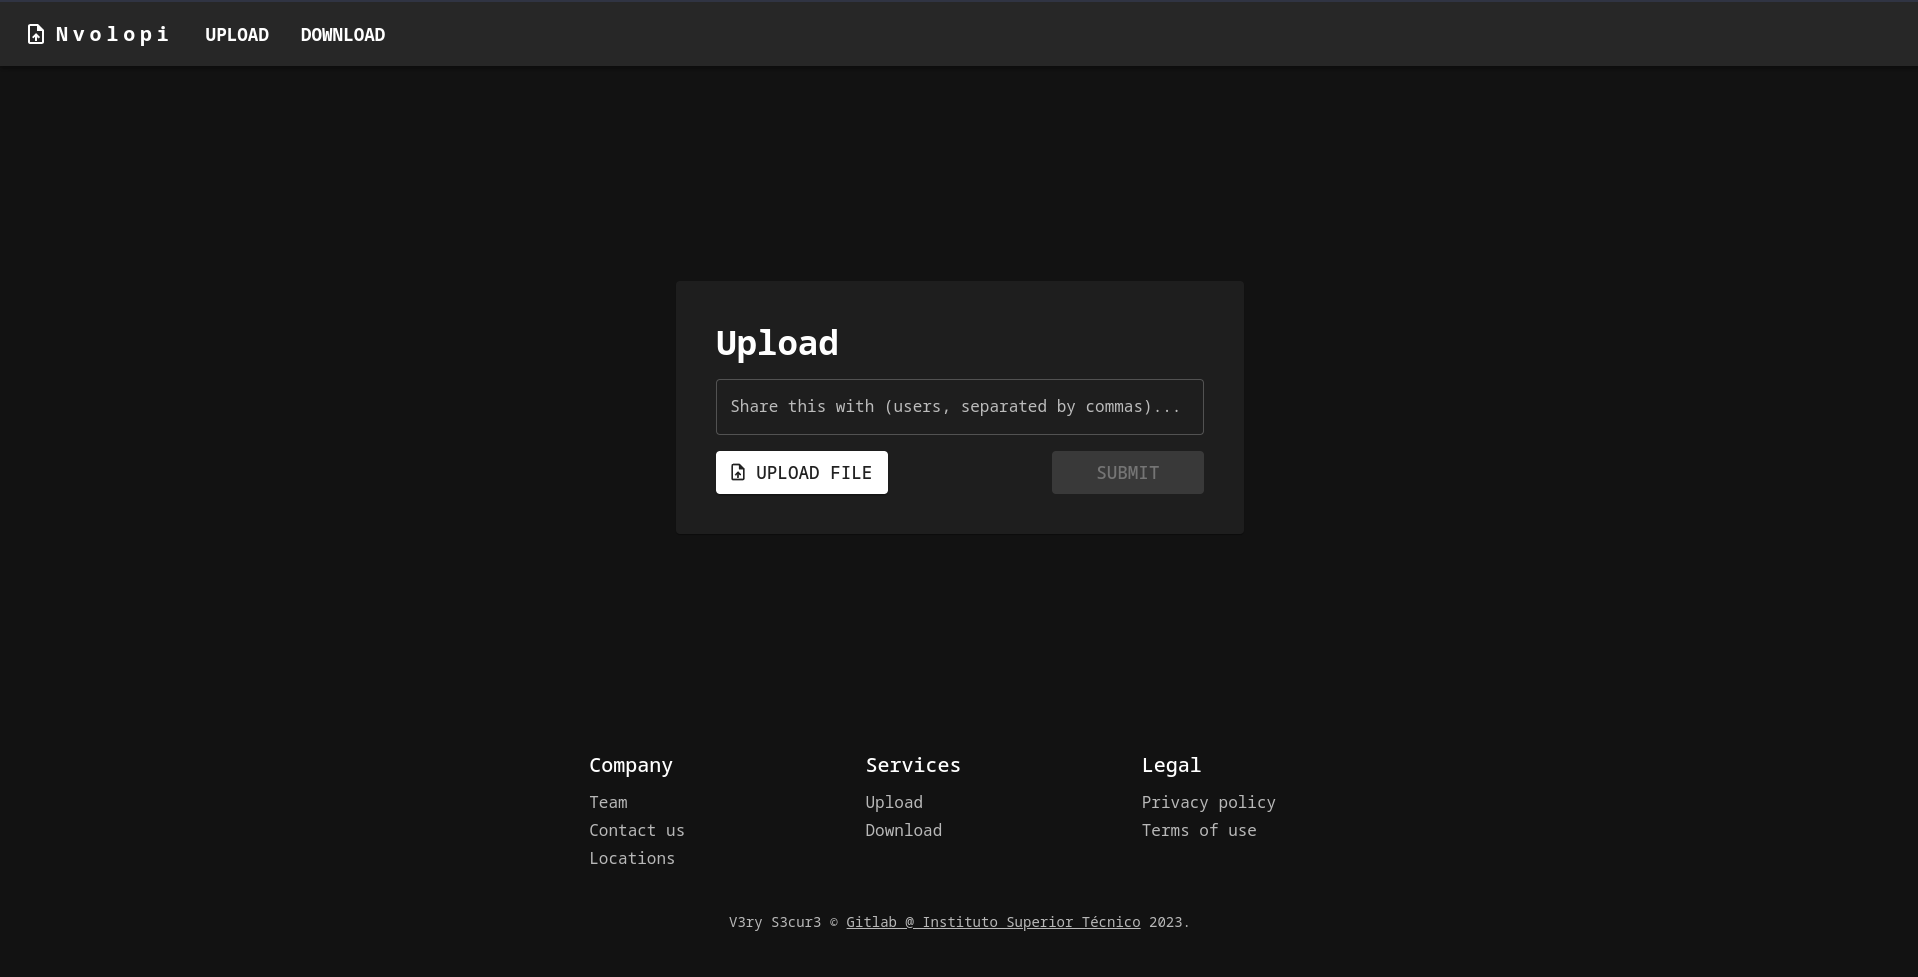 Nvolopi UPLOAD DOWNLOAD
Upload
Share this with (users, separated by commas)...
UPLOAD FILE SUBMIT
Company Services Legal
Team Upload Privacy policy
Contact us Download Terms of use
Locations
V3ry S3cur3 © Gitlab @ Instituto Superior Técnico 2023.